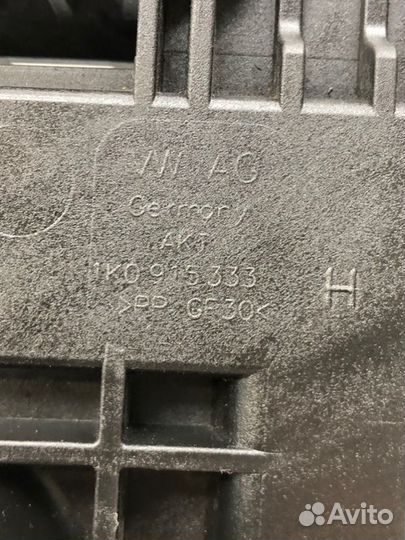 VW AG
Germany
AKT
1K0 915 333
>PP GF30<
H
Avito